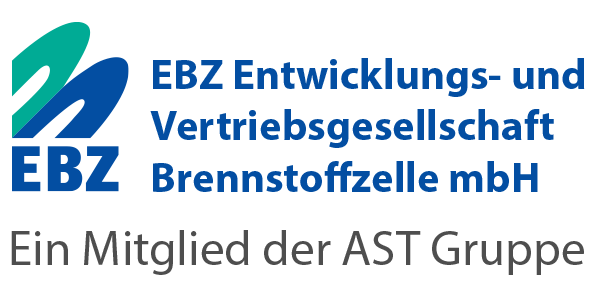 EBZ
EBZ Entwicklungs- und
Vertriebsgesellschaft
Brennstoffzelle mbH
Ein Mitglied der AST Gruppe